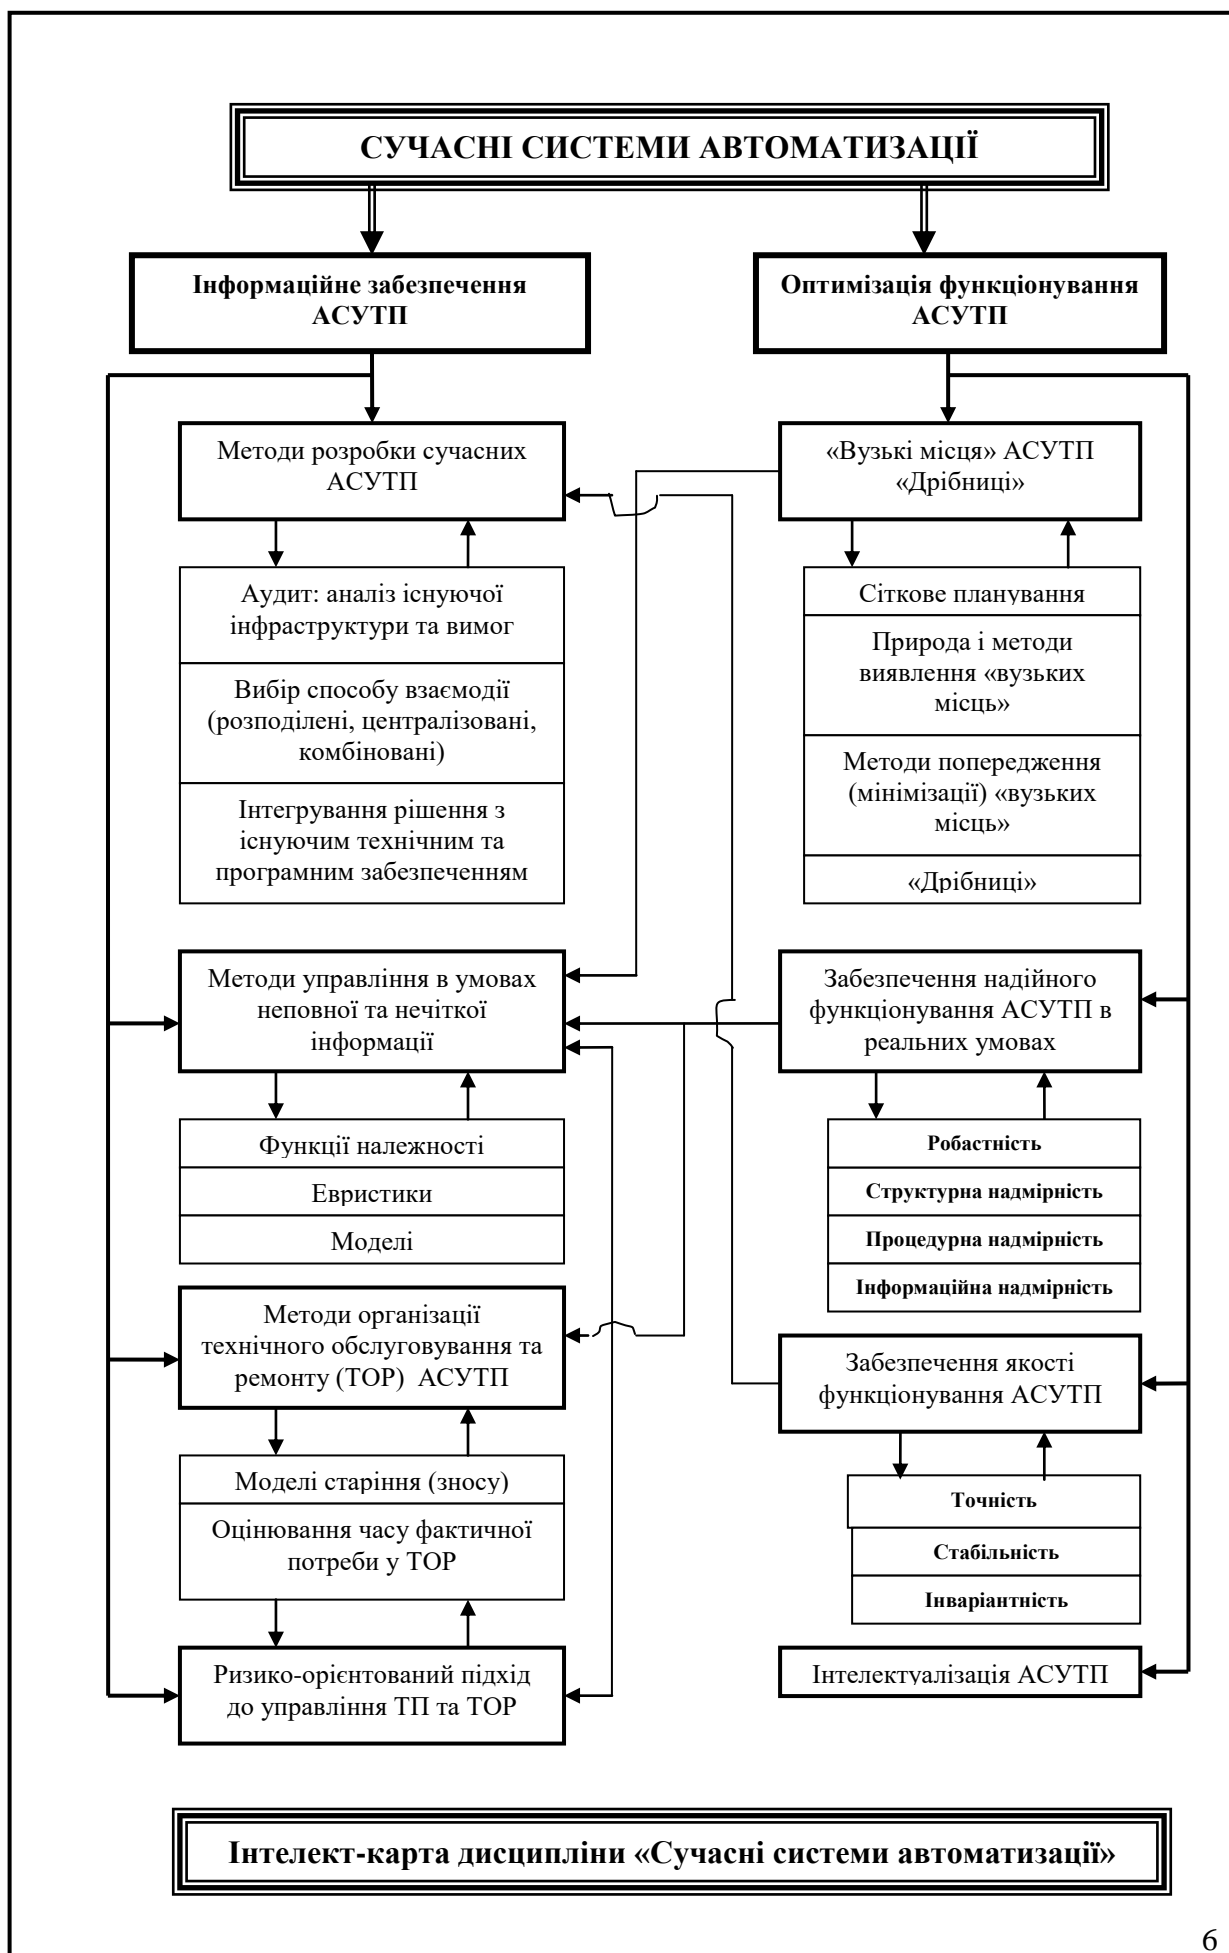 СУЧАСНІ СИСТЕМИ АВТОМАТИЗАЦІЇ
Інформаційне забезпечення
АСУТП
Методи розробки сучасних
АСУТП
Аудит: аналіз існуючої
інфраструктури та вимог
Вибір способу взаємодії
(розподілені, централізовані,
комбіновані)
Інтегрування рішення з
існуючим технічним та
програмним забезпеченням
Методи управління в умовах
неповної та нечіткої
інформації
Функції належності
Евристики
Моделі
Методи організації
технічного обслуговування та
ремонту (ТОР) АСУТП
Моделі старіння (зносу)
Оцінювання часу фактичної
потреби у ТОР
Ризико-орієнтований підхід
до управління ТП та ТОР
Оптимізація функціонування
АСУТП
«Вузькі місця» АСУТП
«Дрібниці»
Сіткове планування
Природа і методи
виявлення «вузьких
місць»
Методи попередження
(мінімізації) «вузьких
місць»
«Дрібниці»
Забезпечення надійного
функціонування АСУТП в
реальних умовах
Робастність
Структурна надмірність
Процедурна надмірність
Інформаційна надмірність
Забезпечення якості
функціонування АСУТП
Точність
Стабільність
Інваріантність
Інтелектуалізація АСУТП
Інтелект-карта дисципліни «Сучасні системи автоматизації»
6